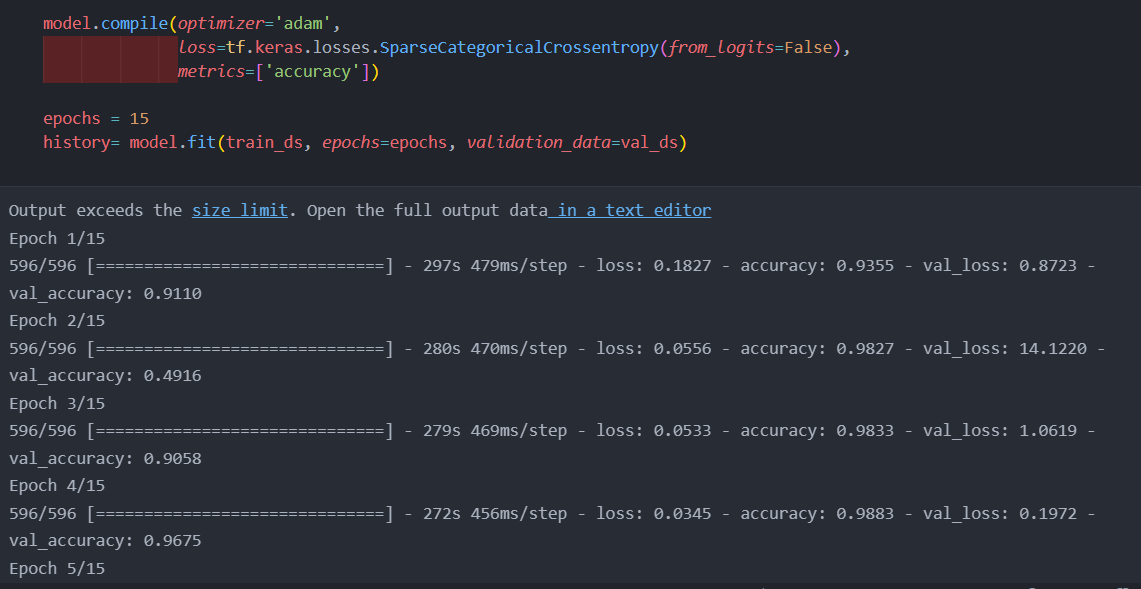 model.compile(optimizer='adam',
loss=tf.keras.losses.SparseCategoricalCrossentropy(from_logits=False),
metrics=['accuracy'])
epochs = 15
history= model.fit(train_ds, epochs=epochs, validation_data=val_ds)
Output exceeds the size limit. Open the full output data in a text editor
Epoch 1/15
596/596 [==============================] - 297s 479ms/step - loss: 0.1827 - accuracy: 0.9355 - val_loss: 0.8723 -
val_accuracy: 0.9110
Epoch 2/15
596/596 [==============================] - 280s 470ms/step - loss: 0.0556 - accuracy: 0.9827 - val_loss: 14.1220 -
val_accuracy: 0.4916
Epoch 3/15
596/596 [==============================] - 279s 469ms/step - loss: 0.0533 - accuracy: 0.9833 - val_loss: 1.0619 -
val_accuracy: 0.9058
Epoch 4/15
596/596 [==============================] - 272s 456ms/step - loss: 0.0345 - accuracy: 0.9883 - val_loss: 0.1972 -
val_accuracy: 0.9675
Epoch 5/15